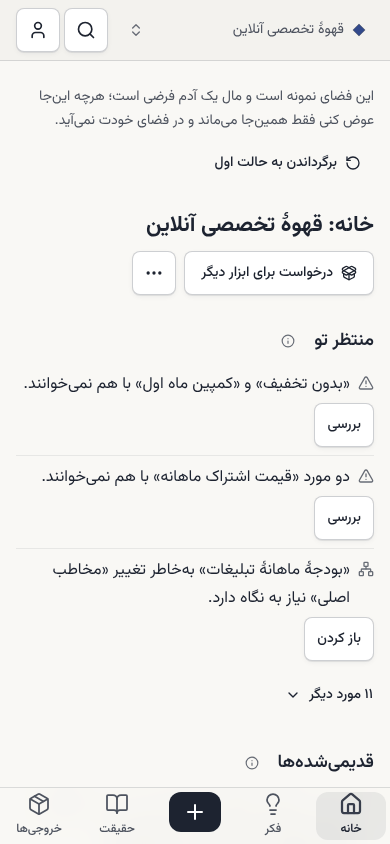 قهوهٔ تخصصی آنلاین
این فضای نمونه است و مال یک آدم فرضی است؛ هرچه این‌جا
عوض کنی فقط همین‌جا می‌ماند و در فضای خودت نمی‌آید.
برگرداندن به حالت اول
خانه: قهوهٔ تخصصی آنلاین
درخواست برای ابزار دیگر
منتظر تو
«بدون تخفیف» و «کمپین ماه اول» با هم نمی‌خوانند.
بررسی
دو مورد «قیمت اشتراک ماهانه» با هم نمی‌خوانند.
بررسی
«بودجهٔ ماهانهٔ تبلیغات» به‌خاطر تغییر «مخاطب
اصلی» نیاز به نگاه دارد.
باز کردن
۱۱ مورد دیگر
قدیمی‌شده‌ها
خانه
فکر
حقیقت
خروجی‌ها